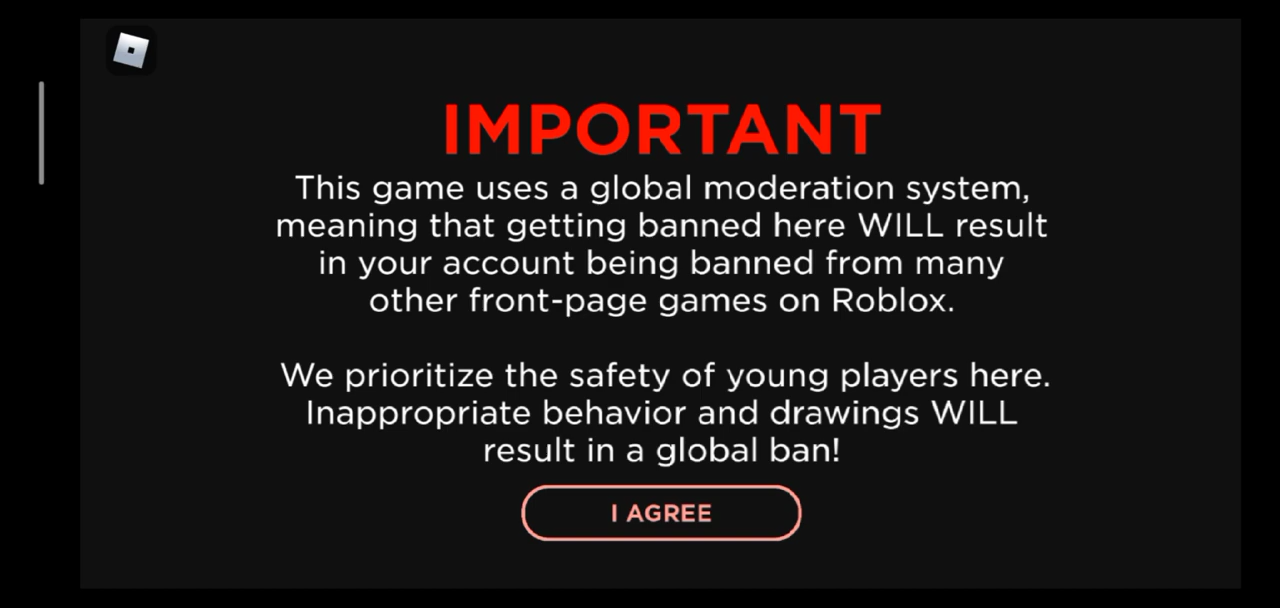 IMPORTANT
This game uses a global moderation system,
meaning that getting banned here WILL result
in your account being banned from many
other front-page games on Roblox.
We prioritize the safety of young players here.
Inappropriate behavior and drawings WILL
result in a global ban!
I AGREE